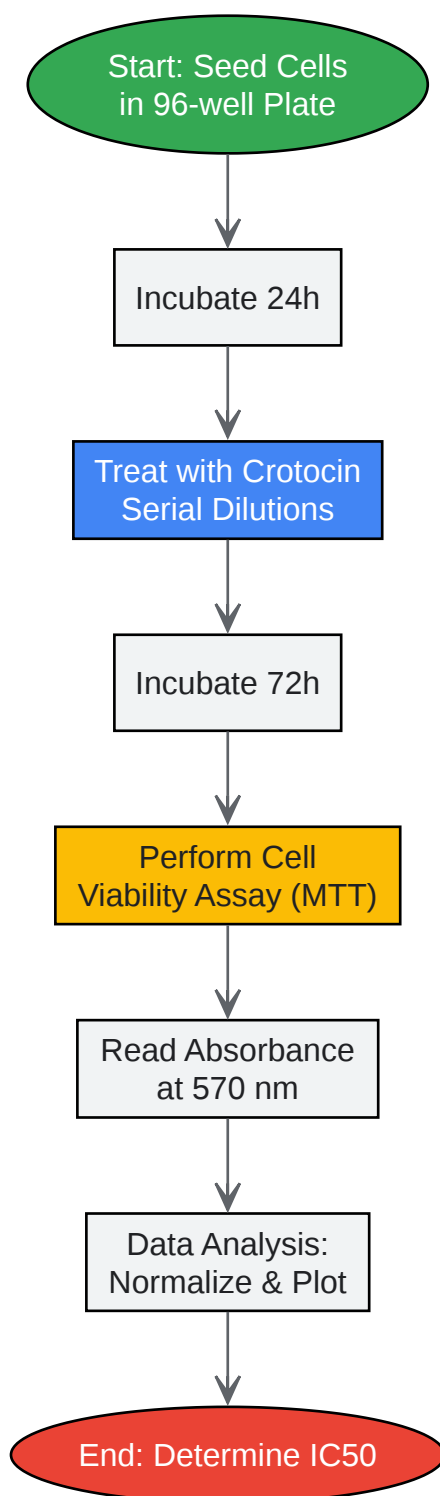 Start: Seed Cells
in 96-well Plate
Incubate 24h
Treat with Crotocin
Serial Dilutions
Incubate 72h
Perform Cell
Viability Assay (MTT)
Read Absorbance
at 570 nm
Data Analysis:
Normalize & Plot
End: Determine IC50